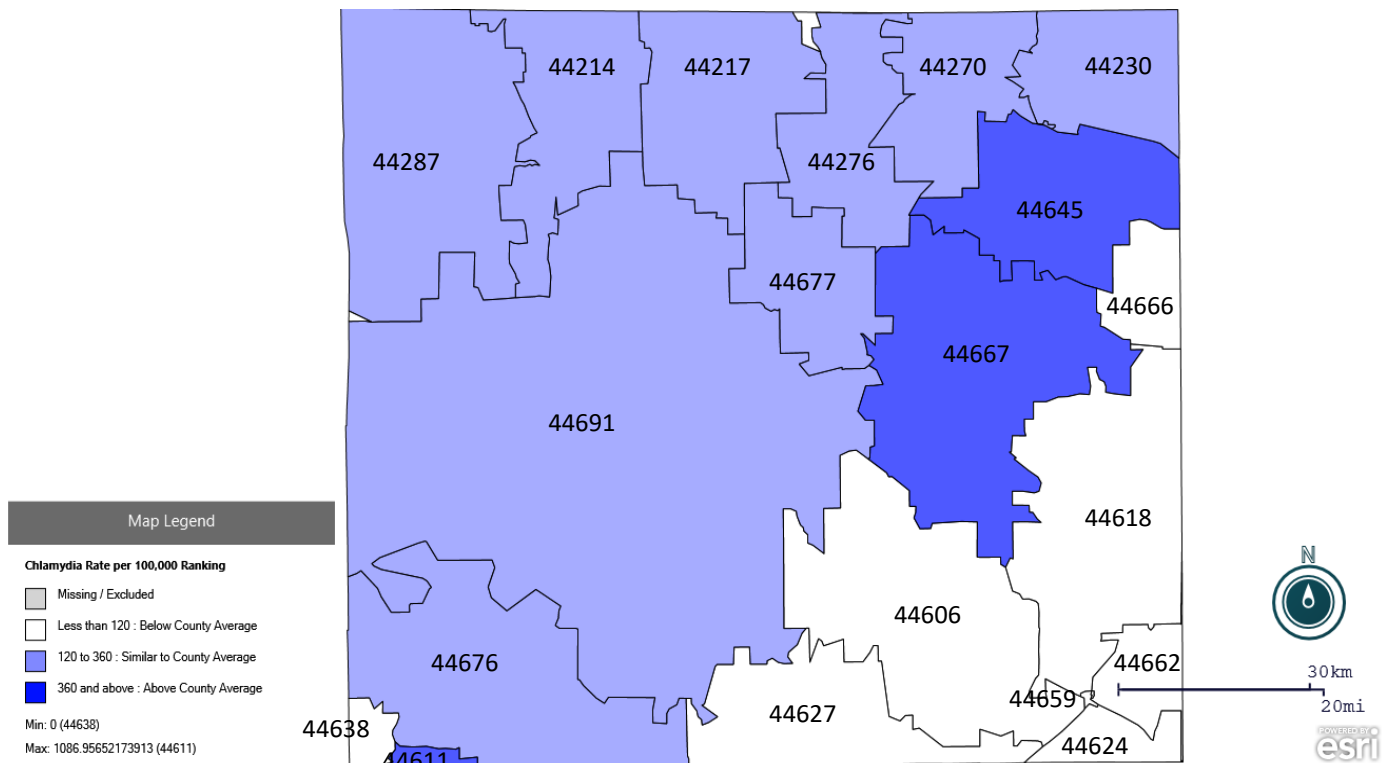 44214
44217
44270
44230
44287
44276
44645
44677
44666
44667
44691
44618
Map Legend
Chlamydia Rate per 100,000 Ranking
Missing / Excluded
Less than 120 : Below County Average
120 to 360 : Similar to County Average
360 and above : Above County Average
Min: 0 (44638)
Max: 1086.95652173913 (44611)
N
44606
44676
44662
30km
44659
20mi
44627
44638
44624
44611
POWERED BY
esri